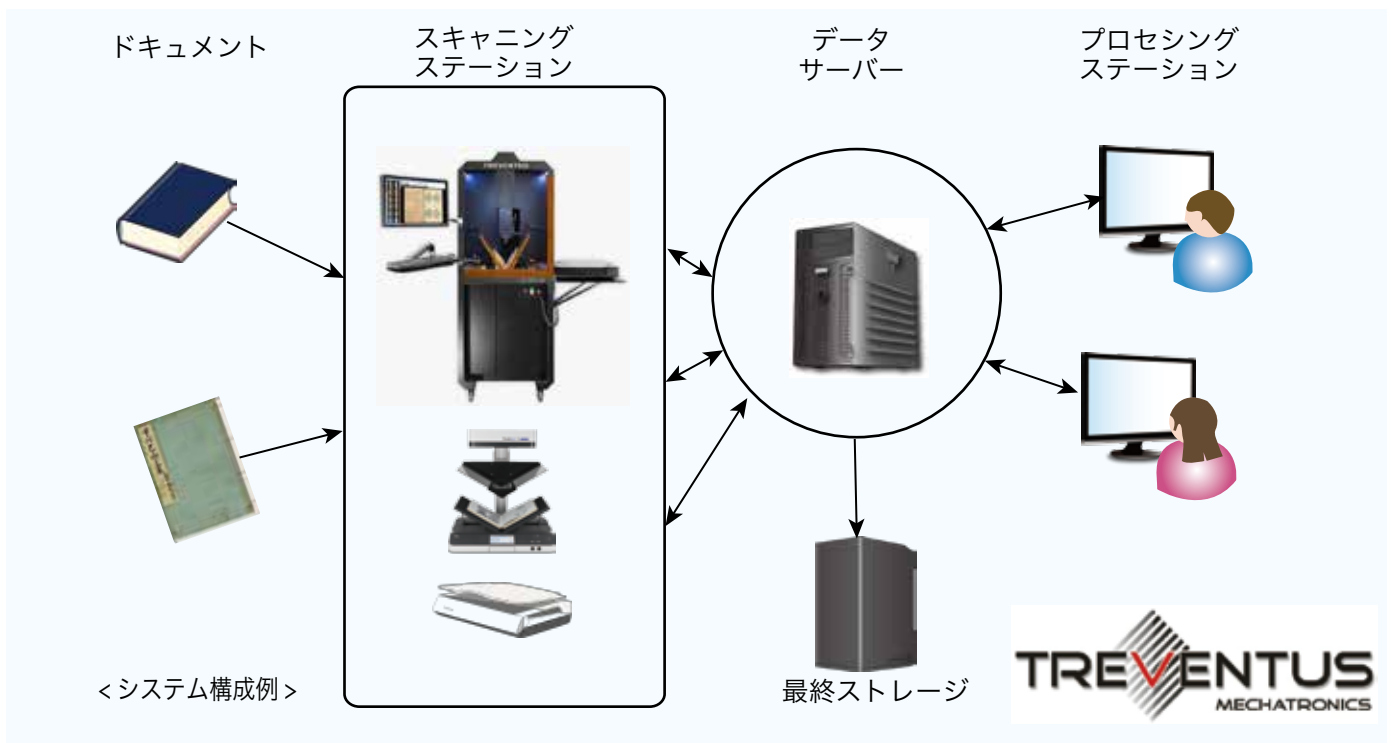 ドキュメント
スキャニング
ステーション
データ
サーバー
プロセシング
ステーション
TREVENTUS
<システム構成例>
最終ストレージ
TREVENTUS
MECHATRONICS